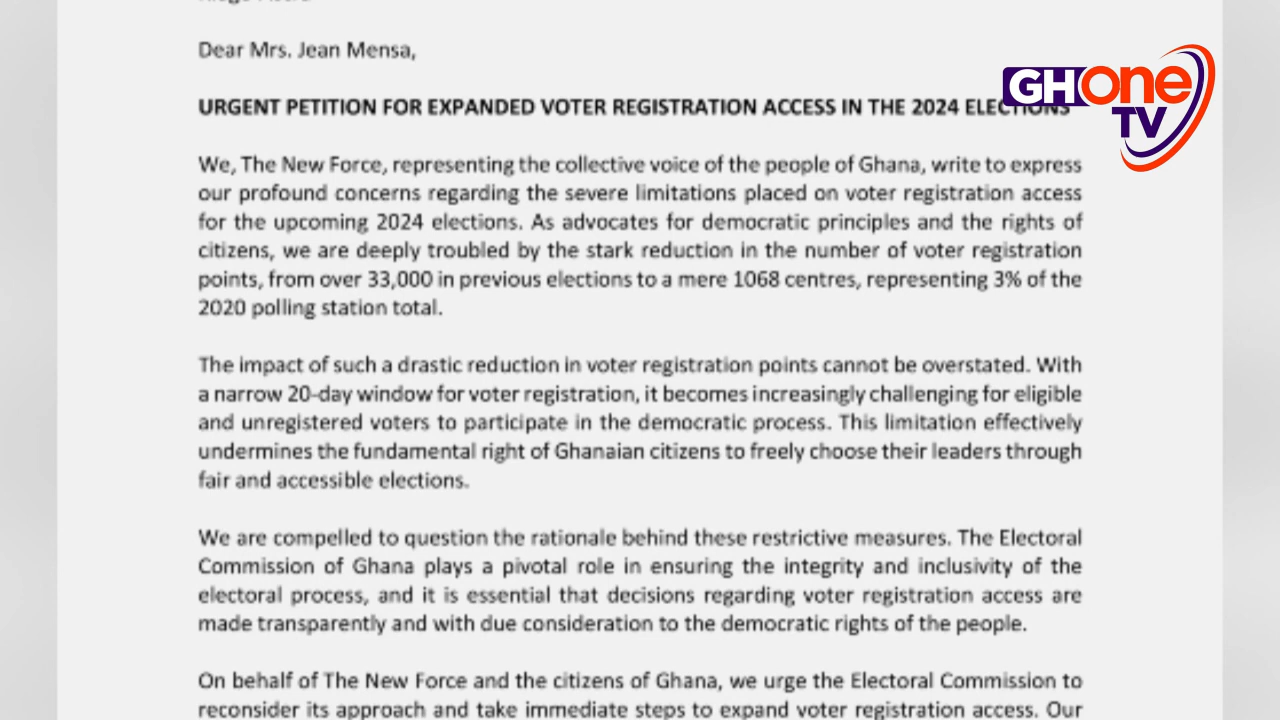 Dear Mrs. Jean Mensa,
GHOne
TV
URGENT PETITION FOR EXPANDED VOTER REGISTRATION ACCESS IN THE 2024 ELECTIONS
We, The New Force, representing the collective voice of the people of Ghana, write to express
our profound concerns regarding the severe limitations placed on voter registration access
for the upcoming 2024 elections. As advocates for democratic principles and the rights of
citizens, we are deeply troubled by the stark reduction in the number of voter registration
points, from over 33,000 in previous elections to a mere 1068 centres, representing 3% of the
2020 polling station total.
The impact of such a drastic reduction in voter registration points cannot be overstated. With
a narrow 20-day window for voter registration, it becomes increasingly challenging for eligible
and unregistered voters to participate in the democratic process. This limitation effectively
undermines the fundamental right of Ghanaian citizens to freely choose their leaders through
fair and accessible elections.
We are compelled to question the rationale behind these restrictive measures. The Electoral
Commission of Ghana plays a pivotal role in ensuring the integrity and inclusivity of the
electoral process, and it is essential that decisions regarding voter registration access are
made transparently and with due consideration to the democratic rights of the people.
On behalf of The New Force and the citizens of Ghana, we urge the Electoral Commission to
reconsider its approach and take immediate steps to expand voter registration access. Our